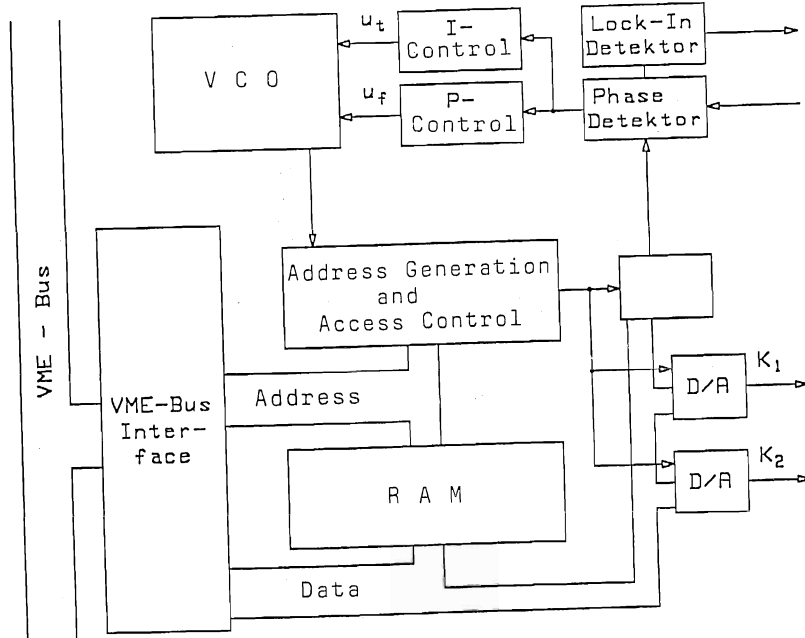 u_t
I-
Control
Lock-In
Detektor
V C O
u_f
P-
Control
Phase
Detektor
Address Generation
and
Access Control
VME - Bus
VME-Bus
Inter-
face
Address
D/A
K_1
R A M
D/A
K_2
Data